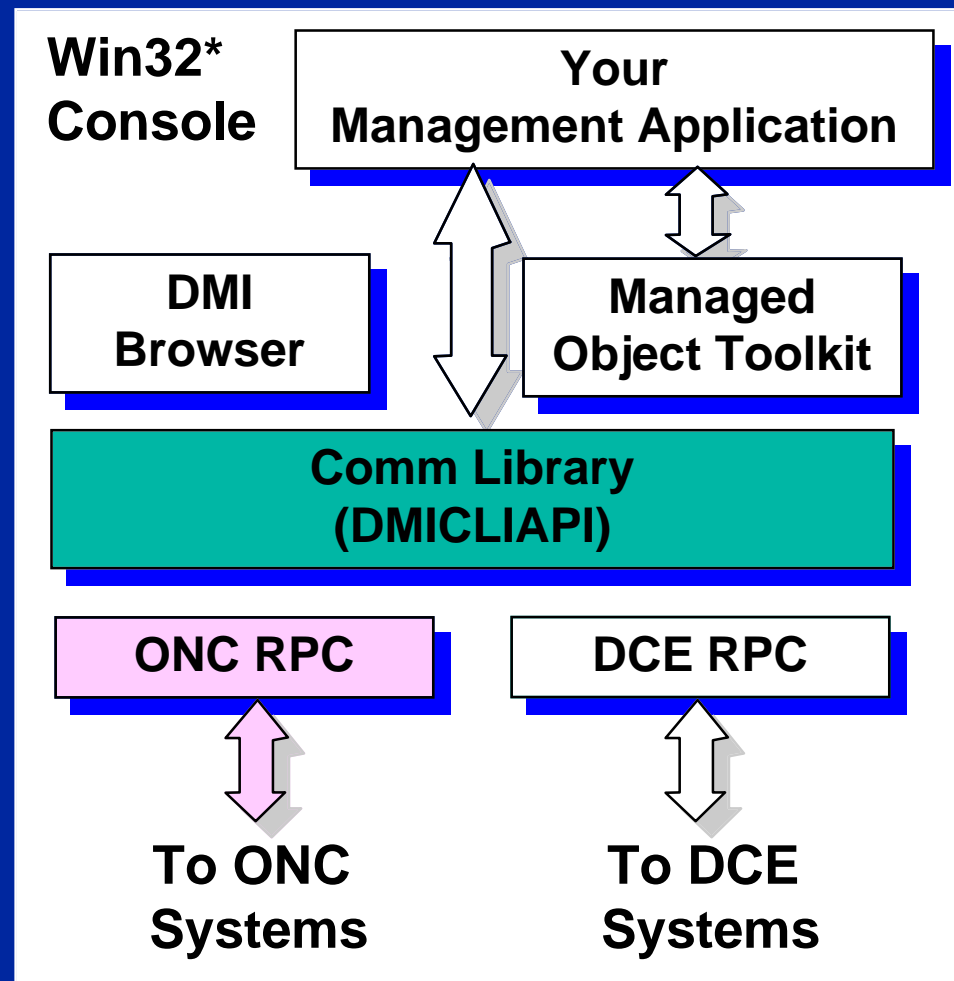 Win32*
Console
Your
Management Application
DMI
Browser
Managed
Object Toolkit
Comm Library
(DMICLIAPI)
ONC RPC
DCE RPC
To ONC
Systems
To DCE
Systems